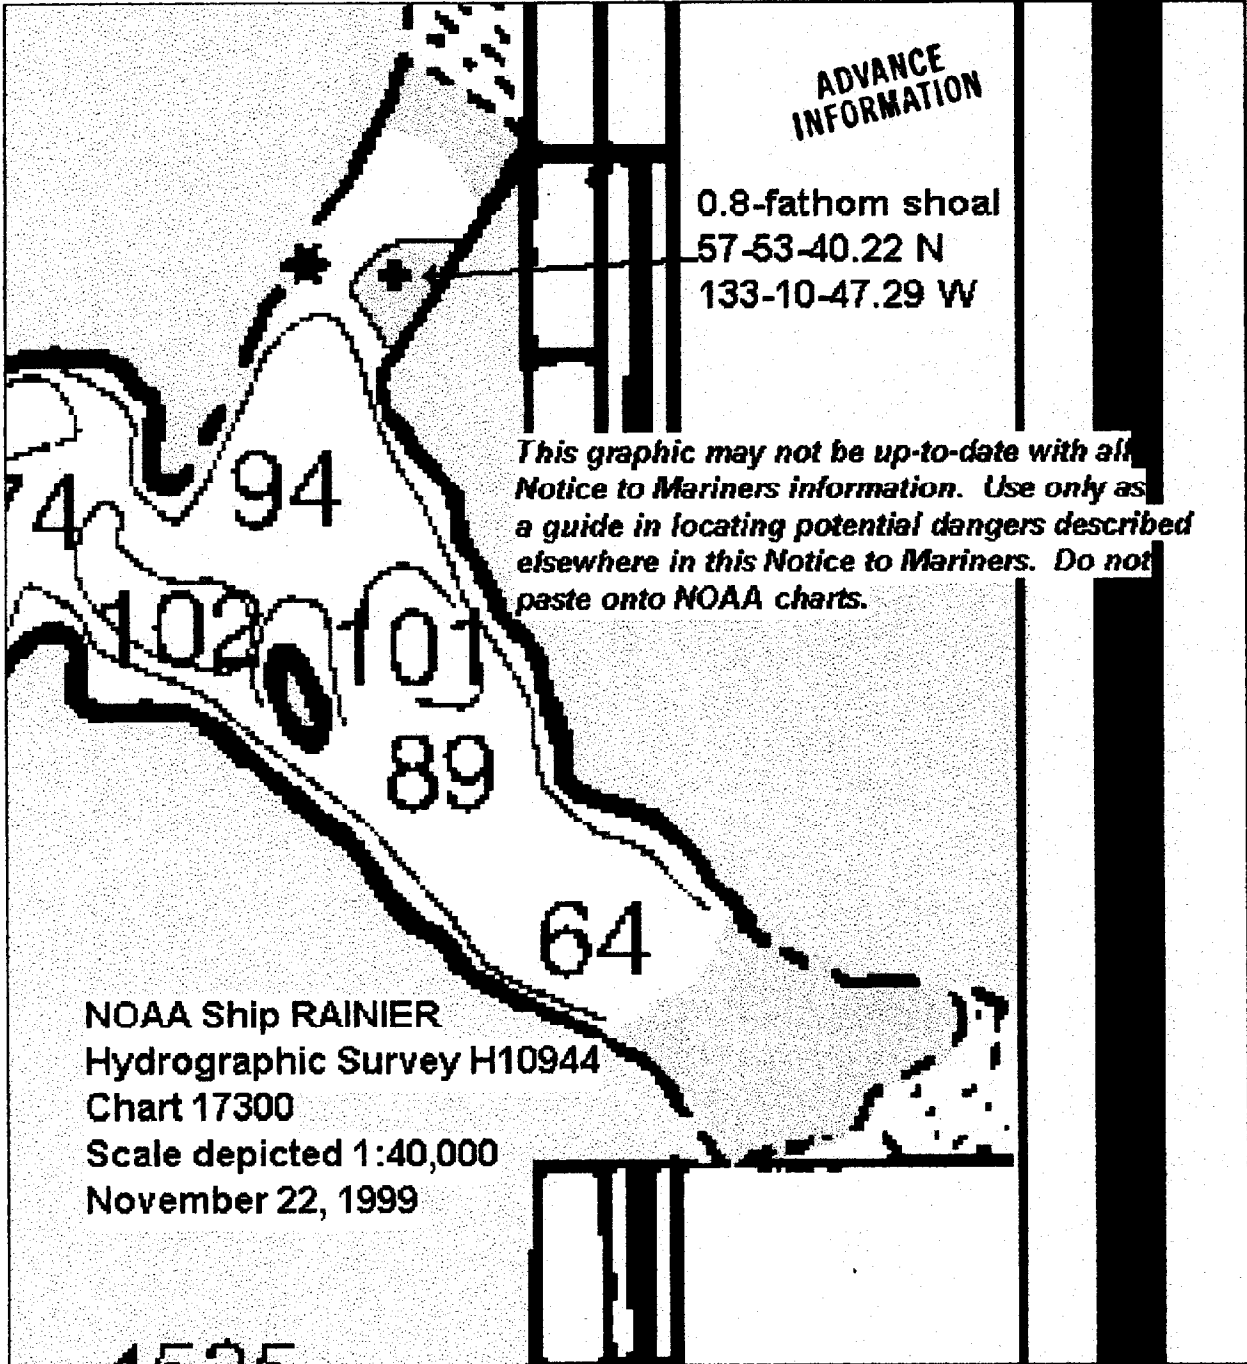 ADVANCE
INFORMATION
0.8-fathom shoal
57-53-40.22 N
133-10-47.29 W
This graphic may not be up-to-date with all
Notice to Mariners information. Use only as
a guide in locating potential dangers described
elsewhere in this Notice to Mariners. Do not
paste onto NOAA charts.
94
74
102
101
89
64
NOAA Ship RAINIER
Hydrographic Survey H10944
Chart 17300
Scale depicted 1:40,000
November 22, 1999